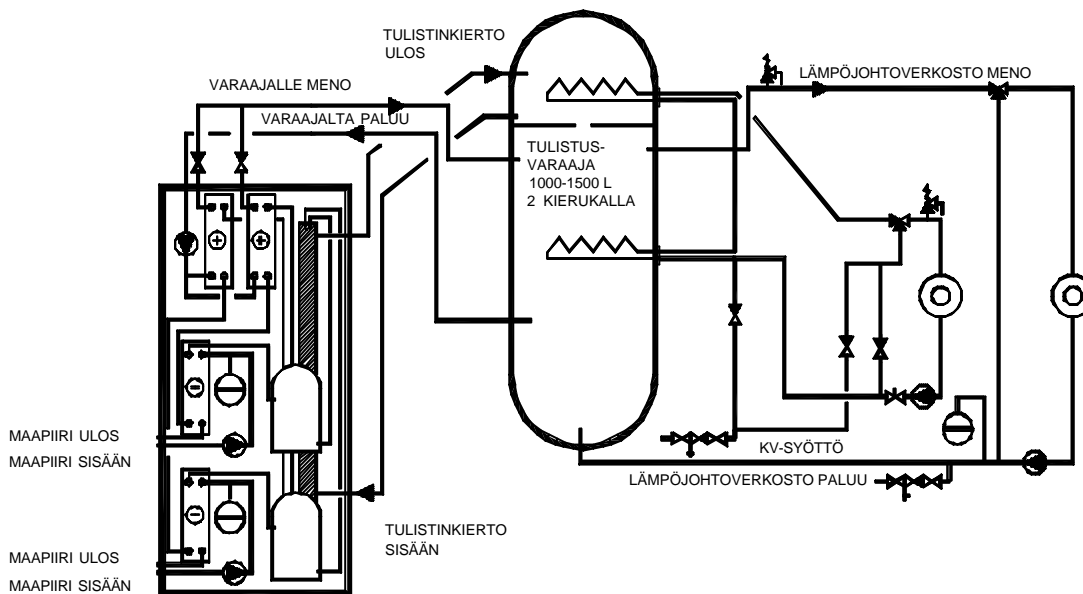 TULISTINKIERTO
ULOS
VARAAJALLE MENO
LÄMPÖJOHTOVERKOSTO MENO
VARAAJALTA PALUU
TULISTUS-
VARAAJA
1000-1500 L
2 KIERUKALLA
MAAPIIRI ULOS
MAAPIIRI SISÄÄN
KV-SYÖTTÖ
LÄMPÖJOHTOVERKOSTO PALUU
TULISTINKIERTO
SISÄÄN
MAAPIIRI ULOS
MAAPIIRI SISÄÄN